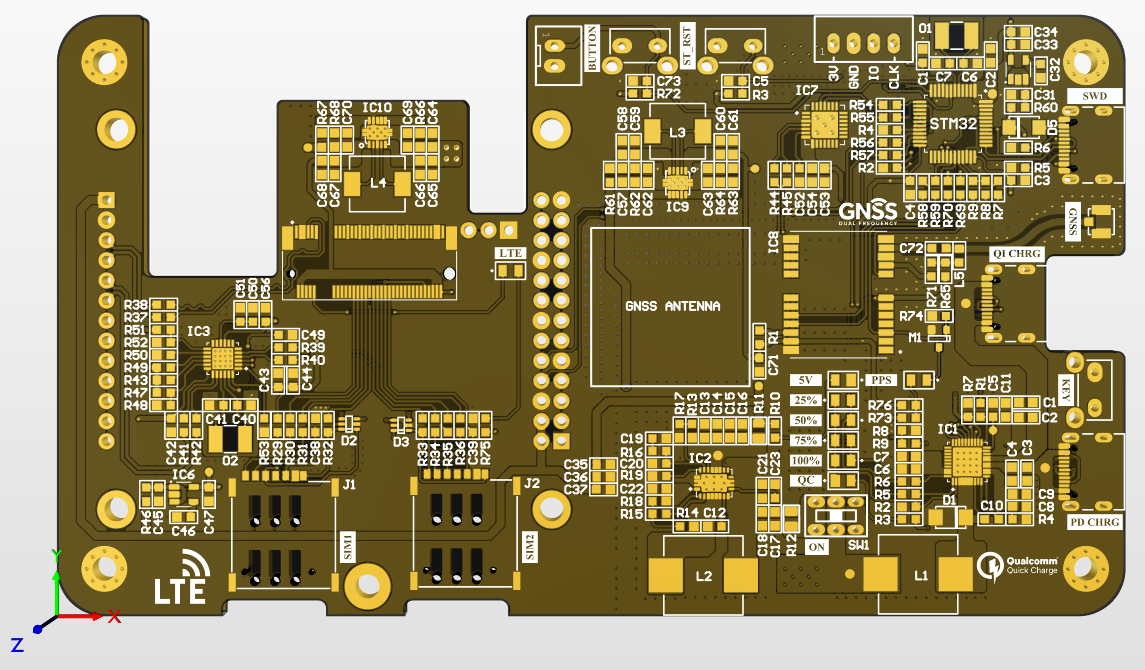 BUTTON
1
ST_RST
1
3V
GND
IO
CLK
O1
C1
C7
C6
C2
C34
C33
C32
C31
R60
SWD
C73
R72
C5
R3
IC7
R54
R55
R4
R56
R57
R2
STM32
D5
R6
R5
C3
R67
R68
C70
IC10
C69
R66
C64
L4
C68
C67
C66
C65
C58
C59
L3
C60
C61
R61
C57
R62
C62
IC9
C63
R64
R63
R44
R45
C52
C54
C53
C4
R58
R59
R70
R69
R9
R8
R7
GNSS
DUAL FREQUENCY
GNSS
LTE
IC8
C72
R71
R65
L5
QI CHRG
GNSS ANTENNA
R74
M1
C51
C50
C56
R38
R37
R51
R52
R50
R49
R43
R47
R48
IC3
C49
R39
R40
C43
C44
R1
C71
5V
PPS
25%
50%
75%
100%
QC
KEY
R7
R1
C5
C11
C1
C2
C41
C40
C42
R41
R42
O2
R53
R29
R30
R31
C38
R32
D2
D3
R33
R34
R35
R36
C39
R75
R17
R13
C13
C14
C15
C16
R11
R10
R76
R73
R8
R9
C7
C6
R6
R5
R2
R3
IC1
C4
C3
C19
R16
C20
R19
C22
R18
R15
IC2
C35
C36
C37
C21
C23
R14
C12
C18
C17
R12
ON
SW1
D1
C10
C9
C8
R4
PD CHRG
IC6
R46
C45
C46
C47
J1
J2
SIM1
SIM2
LTE
L2
L1
Qualcomm
Quick Charge
Y
X
Z